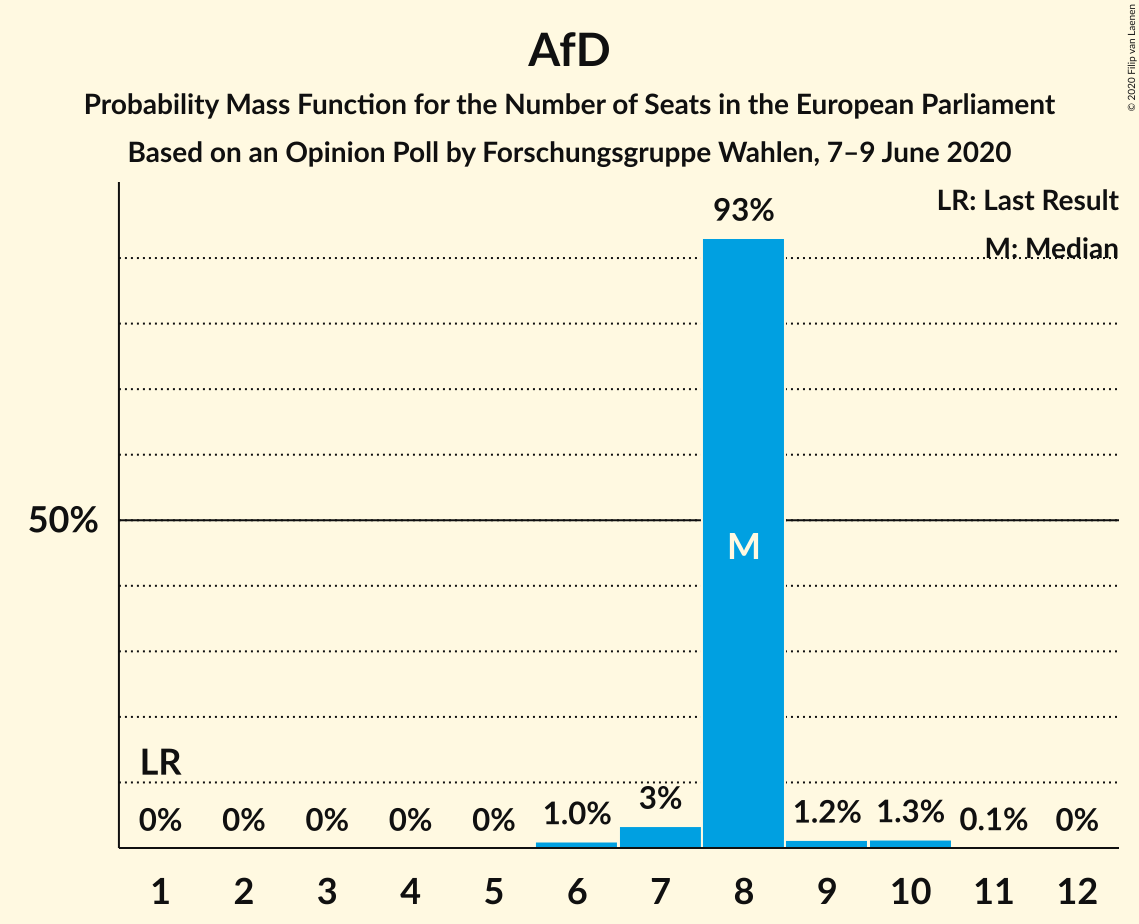 © 2020 Filip van Laenen
AfD
Probability Mass Function for the Number of Seats in the European Parliament
Based on an Opinion Poll by Forschungsgruppe Wahlen, 7–9 June 2020
LR: Last Result
M: Median
93%
50%
M
LR
0% 0% 0% 0% 0% 1.0% 3% 1.2% 1.3% 0.1% 0%
1 2 3 4 5 6 7 8 9 10 11 12